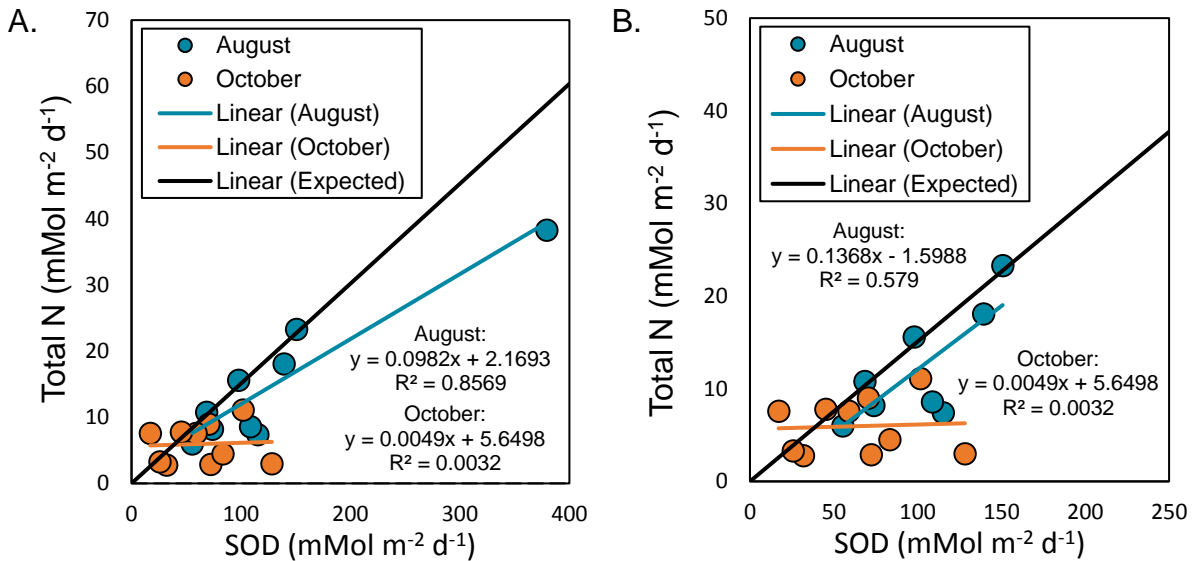 A.
Total N (mMol m⁻² d⁻¹)
70
60
50
40
30
20
10
0
August
October
Linear (August)
Linear (October)
Linear (Expected)
August:
y = 0.0982x + 2.1693
R² = 0.8569
October:
y = 0.0049x + 5.6498
R² = 0.0032
0 100 200 300 400
SOD (mMol m⁻² d⁻¹)
B.
Total N (mMol m⁻² d⁻¹)
50
40
30
20
10
0
August
October
Linear (August)
Linear (October)
Linear (Expected)
August:
y = 0.1368x - 1.5988
R² = 0.579
October:
y = 0.0049x + 5.6498
R² = 0.0032
0 50 100 150 200 250
SOD (mMol m⁻² d⁻¹)